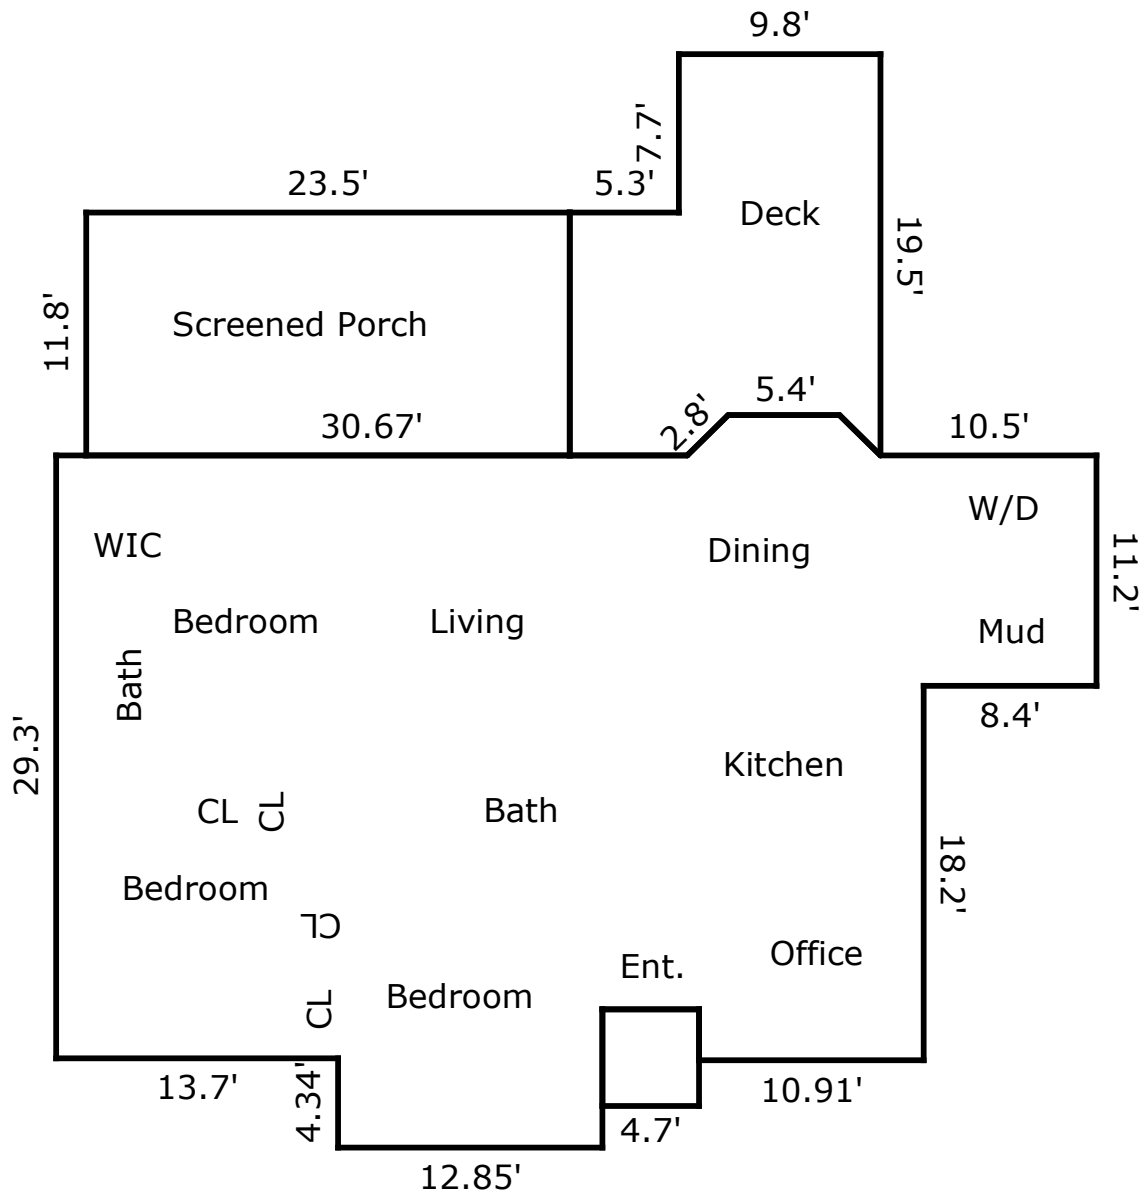 9.8'
7.7'
23.5'
5.3'
Deck
19.5'
11.8'
Screened Porch
5.4'
2.8'
30.67'
10.5'
W/D
WIC
Dining
11.2'
Bedroom
Living
Mud
Bath
8.4'
29.3'
Kitchen
CL
CL
Bath
18.2'
Bedroom
CL
Office
Ent.
Bedroom
CL
13.7'
4.34'
10.91'
4.7'
12.85'